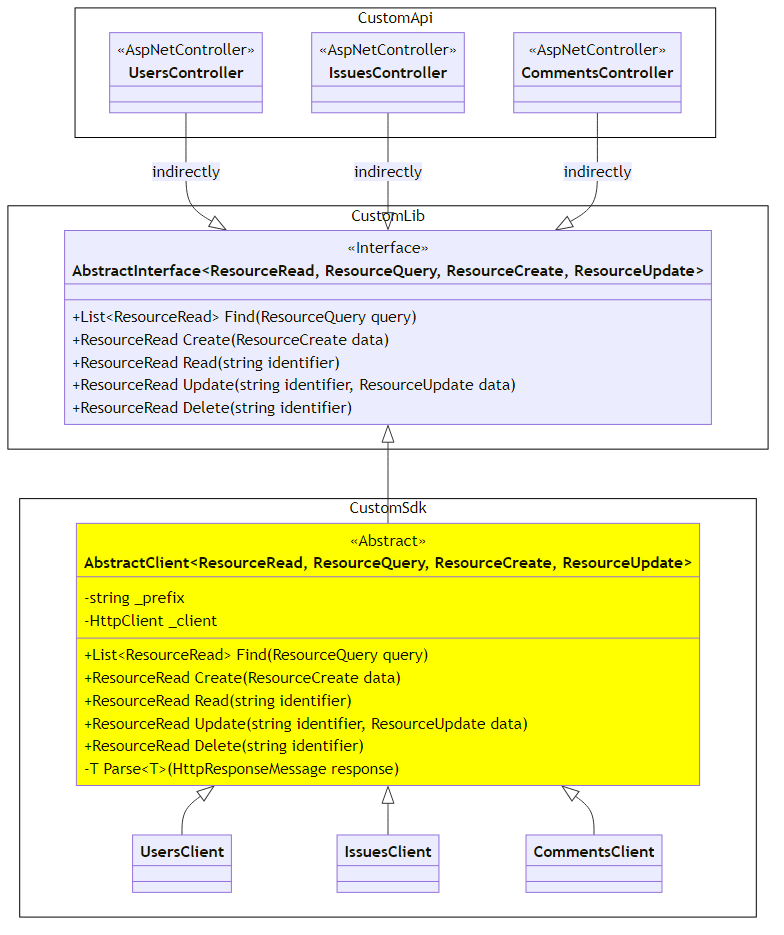 CustomApi
«AspNetController»
UsersController
«AspNetController»
IssuesController
«AspNetController»
CommentsController
indirectly
indirectly
indirectly
CustomLib
«Interface»
AbstractInterface<ResourceRead, ResourceQuery, ResourceCreate, ResourceUpdate>
+List<ResourceRead> Find(ResourceQuery query)
+ResourceRead Create(ResourceCreate data)
+ResourceRead Read(string identifier)
+ResourceRead Update(string identifier, ResourceUpdate data)
+ResourceRead Delete(string identifier)
CustomSdk
«Abstract»
AbstractClient<ResourceRead, ResourceQuery, ResourceCreate, ResourceUpdate>
-string _prefix
-HttpClient _client
+List<ResourceRead> Find(ResourceQuery query)
+ResourceRead Create(ResourceCreate data)
+ResourceRead Read(string identifier)
+ResourceRead Update(string identifier, ResourceUpdate data)
+ResourceRead Delete(string identifier)
-T Parse<T>(HttpResponseMessage response)
UsersClient
IssuesClient
CommentsClient